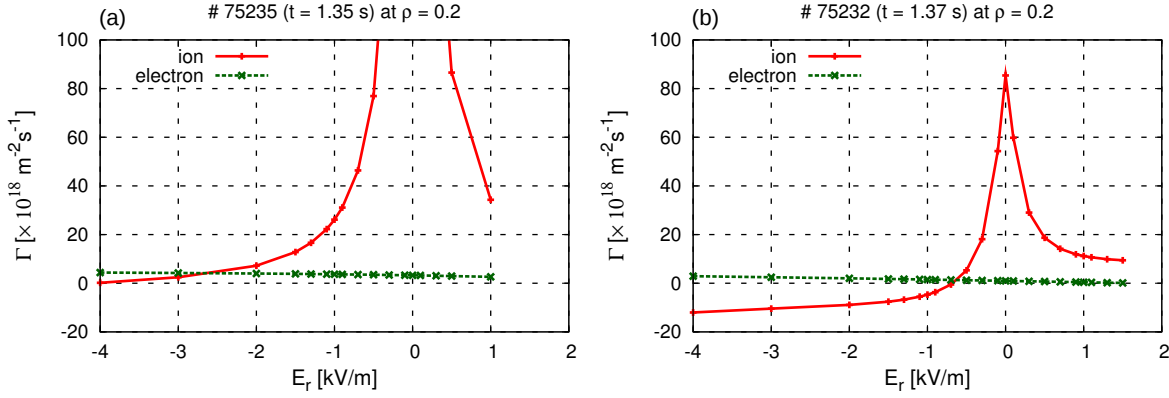 (a)
# 75235 (t = 1.35 s) at ρ = 0.2
ion
electron
100
80
60
40
20
0
-20
Γ [× 10^18 m^-2 s^-1]
-4 -3 -2 -1 0 1 2
E_r [kV/m]
(b)
# 75232 (t = 1.37 s) at ρ = 0.2
ion
electron
100
80
60
40
20
0
-20
Γ [× 10^18 m^-2 s^-1]
-4 -3 -2 -1 0 1 2
E_r [kV/m]